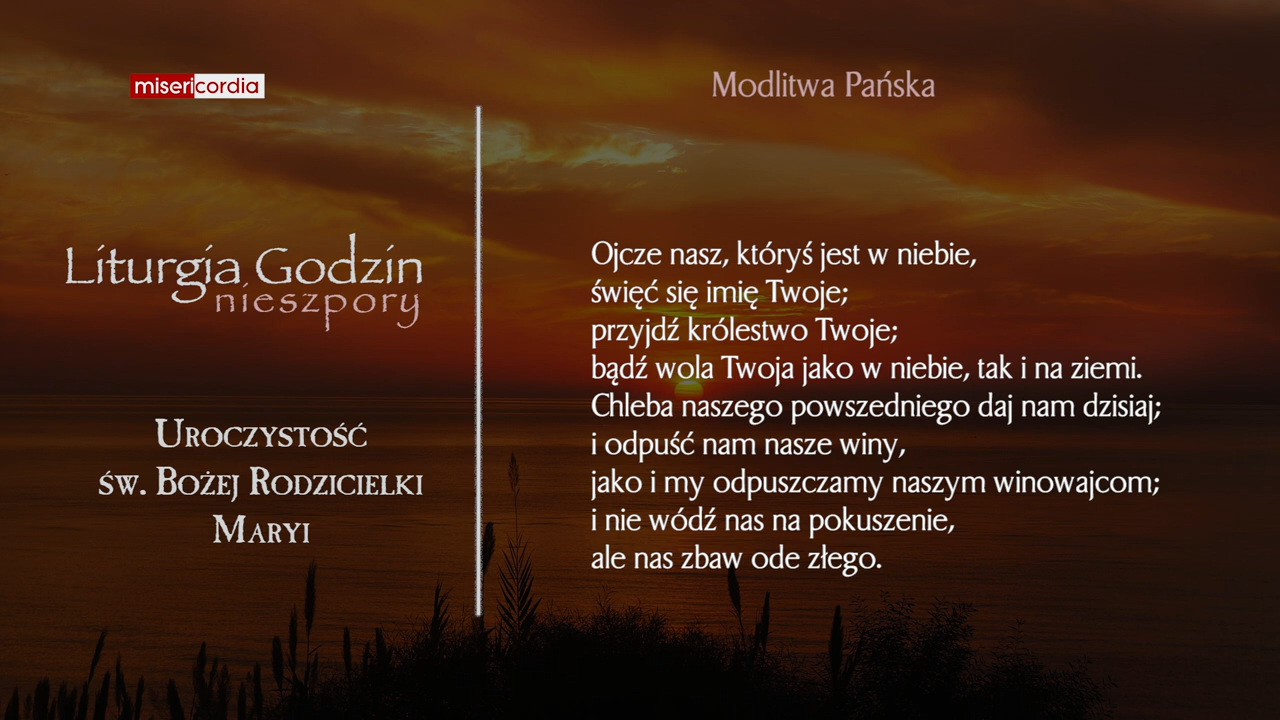 misericordia
Liturgia Godzin
nieszpory
Uroczystość
św. Bożej Rodzicielki
Maryi
Modlitwa Pańska
Ojcze nasz, któryś jest w niebie,
święć się imię Twoje;
przyjdź królestwo Twoje;
bądź wola Twoja jako w niebie, tak i na ziemi.
Chleba naszego powszedniego daj nam dzisiaj;
i odpuść nam nasze winy,
jako i my odpuszczamy naszym winowajcom;
i nie wódź nas na pokuszenie,
ale nas zbaw ode złego.